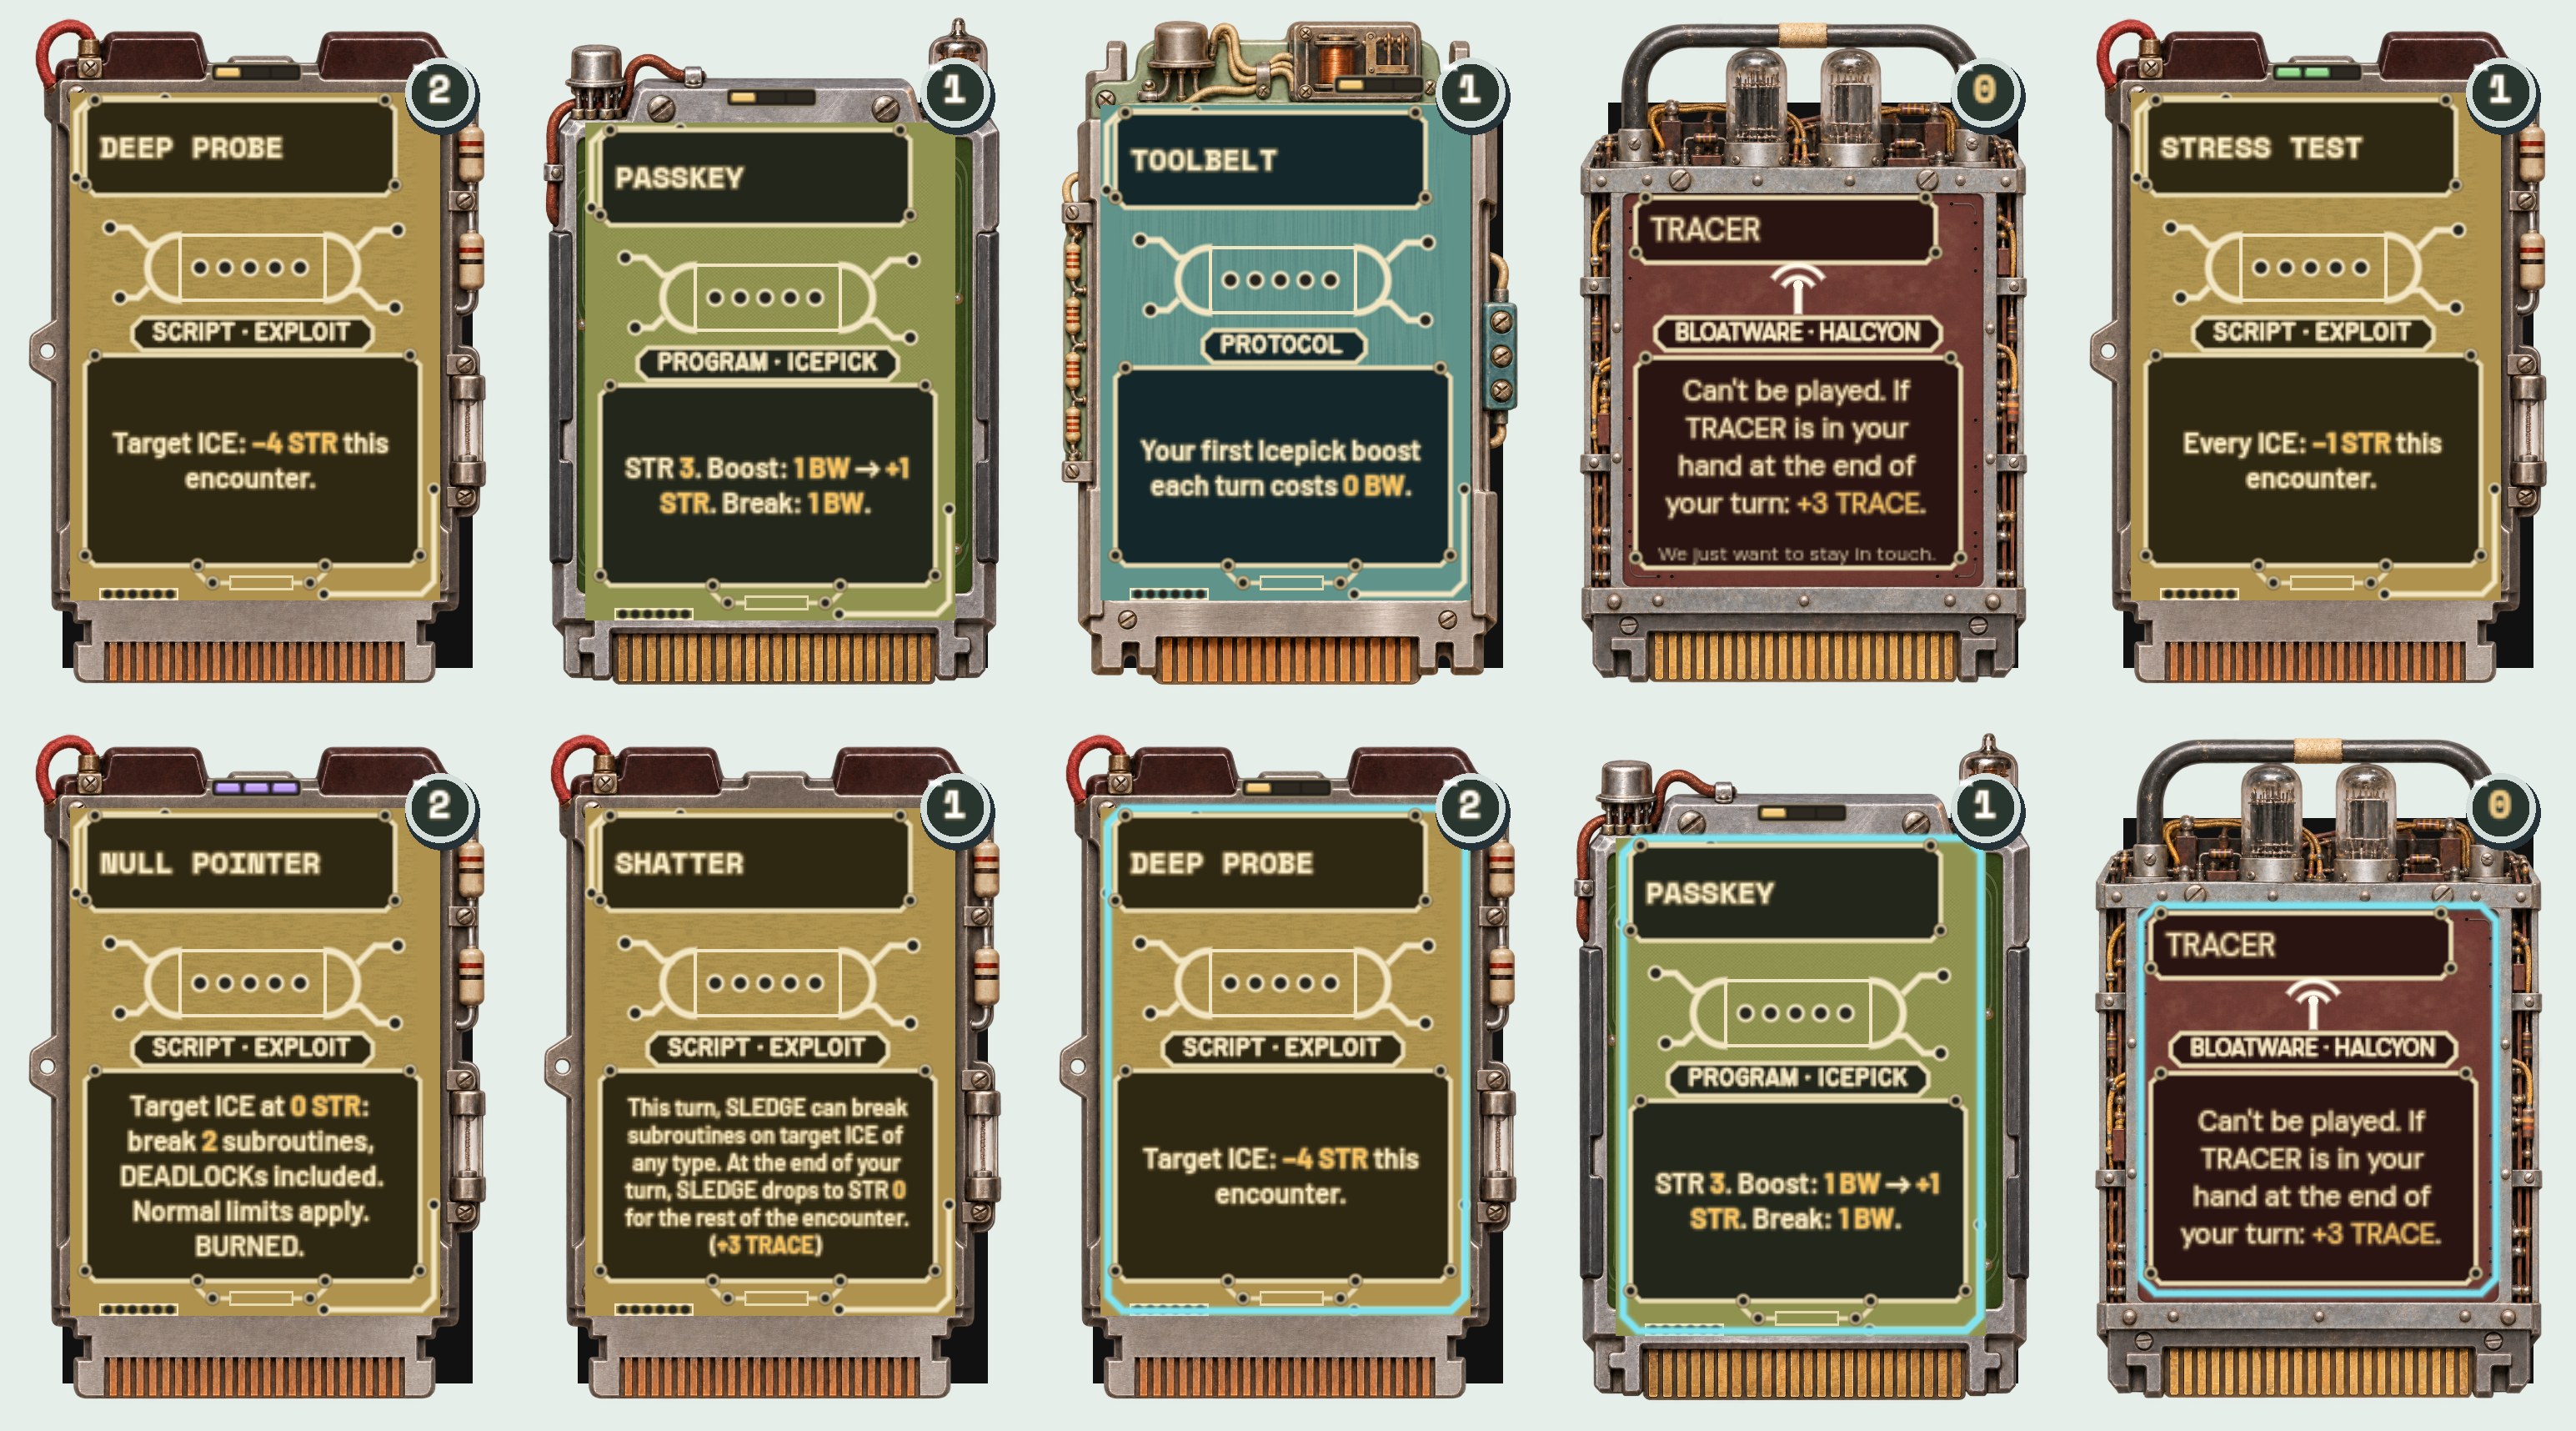 2
DEEP PROBE
SCRIPT · EXPLOIT
Target ICE: -4 STR this
encounter.
1
PASSKEY
PROGRAM · ICEPICK
STR 3. Boost: 1 BW → +1
STR. Break: 1 BW.
1
TOOLBELT
PROTOCOL
Your first Icepick boost
each turn costs 0 BW.
0
TRACER
BLOATWARE · HALCYON
Can't be played. If
TRACER is in your
hand at the end of
your turn: +3 TRACE.
We just want to stay in touch.
1
STRESS TEST
SCRIPT · EXPLOIT
Every ICE: -1 STR this
encounter.
2
NULL POINTER
SCRIPT · EXPLOIT
Target ICE at 0 STR:
break 2 subroutines,
DEADLOCKs included.
Normal limits apply.
BURNED.
1
SHATTER
SCRIPT · EXPLOIT
This turn, SLEDGE can break
subroutines on target ICE of
any type. At the end of your
turn, SLEDGE drops to STR 0
for the rest of the encounter.
(+3 TRACE)
2
DEEP PROBE
SCRIPT · EXPLOIT
Target ICE: -4 STR this
encounter.
1
PASSKEY
PROGRAM · ICEPICK
STR 3. Boost: 1 BW → +1
STR. Break: 1 BW.
0
TRACER
BLOATWARE · HALCYON
Can't be played. If
TRACER is in your
hand at the end of
your turn: +3 TRACE.